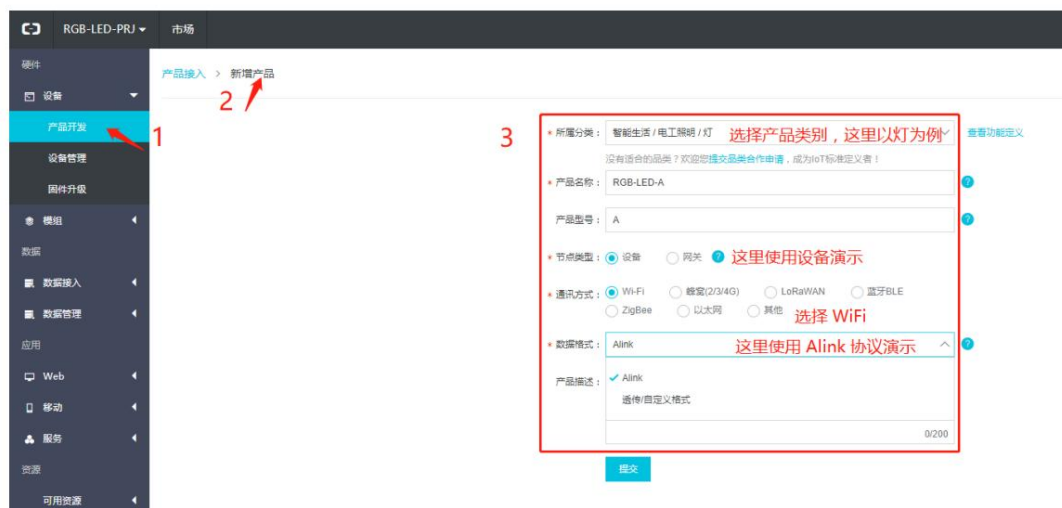 RGB-LED-PRJ 市场
硬件
设备
产品开发
设备管理
固件升级
模组
数据
数据接入
数据管理
应用
Web
移动
服务
资源
可用资源
产品接入 > 新增产品
1
2
3
* 所属分类： 智能生活 / 电工照明 / 灯 选择产品类别，这里以灯为例 查看功能定义
没有适合的品类？欢迎您提交品类合作申请，成为IoT标准定义者！
* 产品名称： RGB-LED-A ?
产品型号： A ?
* 节点类型： 设备 网关 ? 这里使用设备演示
* 通讯方式： Wi-Fi 蜂窝(2/3/4G) LoRaWAN 蓝牙BLE
ZigBee 以太网 其他 选择 WiFi
* 数据格式： Alink 这里使用 Alink 协议演示 ?
产品描述： Alink
透传/自定义格式
0/200
提交